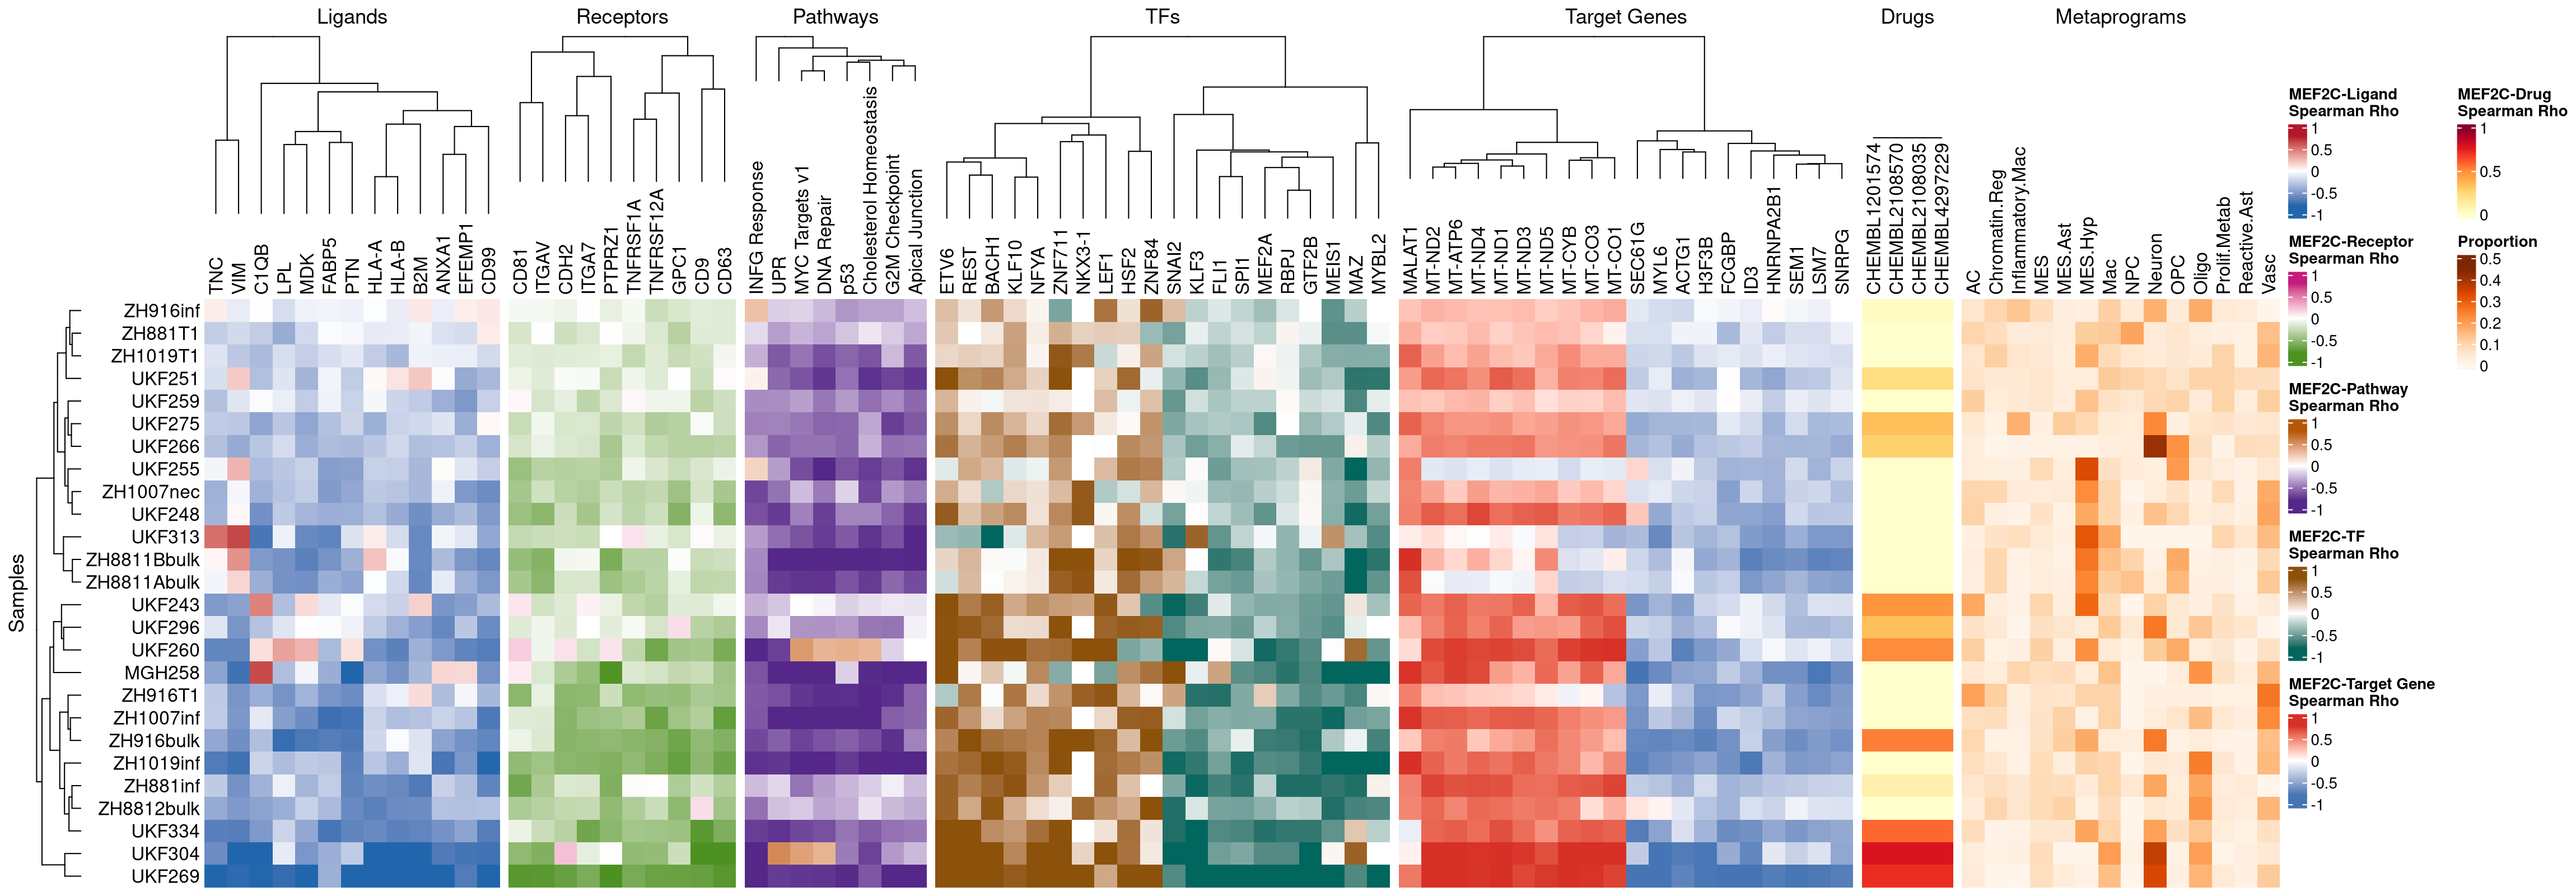 Ligands
Receptors
Pathways
TFs
Target Genes
Drugs
Metaprograms
TNC
VIM
C1QB
LPL
MDK
FABP5
PTN
HLA-A
HLA-B
B2M
ANXA1
EFEMP1
CD99
CD81
ITGAV
CDH2
ITGA7
PTPRZ1
TNFRSF1A
TNFRSF12A
GPC1
CD9
CD63
INFG Response
UPR
MYC Targets v1
DNA Repair
p53
Cholesterol Homeostasis
G2M Checkpoint
Apical Junction
ETV6
REST
BACH1
KLF10
NFYA
ZNF711
NKX3-1
LEF1
HSF2
ZNF84
SNAI2
KLF3
FLI1
SPI1
MEF2A
RBPJ
GTF2B
MEIS1
MAZ
MYBL2
MALAT1
MT-ND2
MT-ATP6
MT-ND4
MT-ND1
MT-ND3
MT-ND5
MT-CYB
MT-CO3
MT-CO1
SEC61G
MYL6
ACTG1
H3F3B
FCGBP
ID3
HNRNPA2B1
SEM1
LSM7
SNRPG
CHEMBL1201574
CHEMBL2108570
CHEMBL2108035
CHEMBL4297229
AC
Chromatin.Reg
Inflammatory.Mac
MES
MES.Ast
MES.Hyp
Mac
NPC
Neuron
OPC
Oligo
Prolif.Metab
Reactive.Ast
Vasc
Samples
ZH916inf
ZH881T1
ZH1019T1
UKF251
UKF259
UKF275
UKF266
UKF255
ZH1007nec
UKF248
UKF313
ZH8811Bbulk
ZH8811Abulk
UKF243
UKF296
UKF260
MGH258
ZH916T1
ZH1007inf
ZH916bulk
ZH1019inf
ZH881inf
ZH8812bulk
UKF334
UKF304
UKF269
MEF2C-Ligand
Spearman Rho
1
0.5
0
-0.5
-1
MEF2C-Receptor
Spearman Rho
1
0.5
0
-0.5
-1
MEF2C-Pathway
Spearman Rho
1
0.5
0
-0.5
-1
MEF2C-TF
Spearman Rho
1
0.5
0
-0.5
-1
MEF2C-Target Gene
Spearman Rho
1
0.5
0
-0.5
-1
MEF2C-Drug
Spearman Rho
1
0.5
0
Proportion
0.5
0.4
0.3
0.2
0.1
0